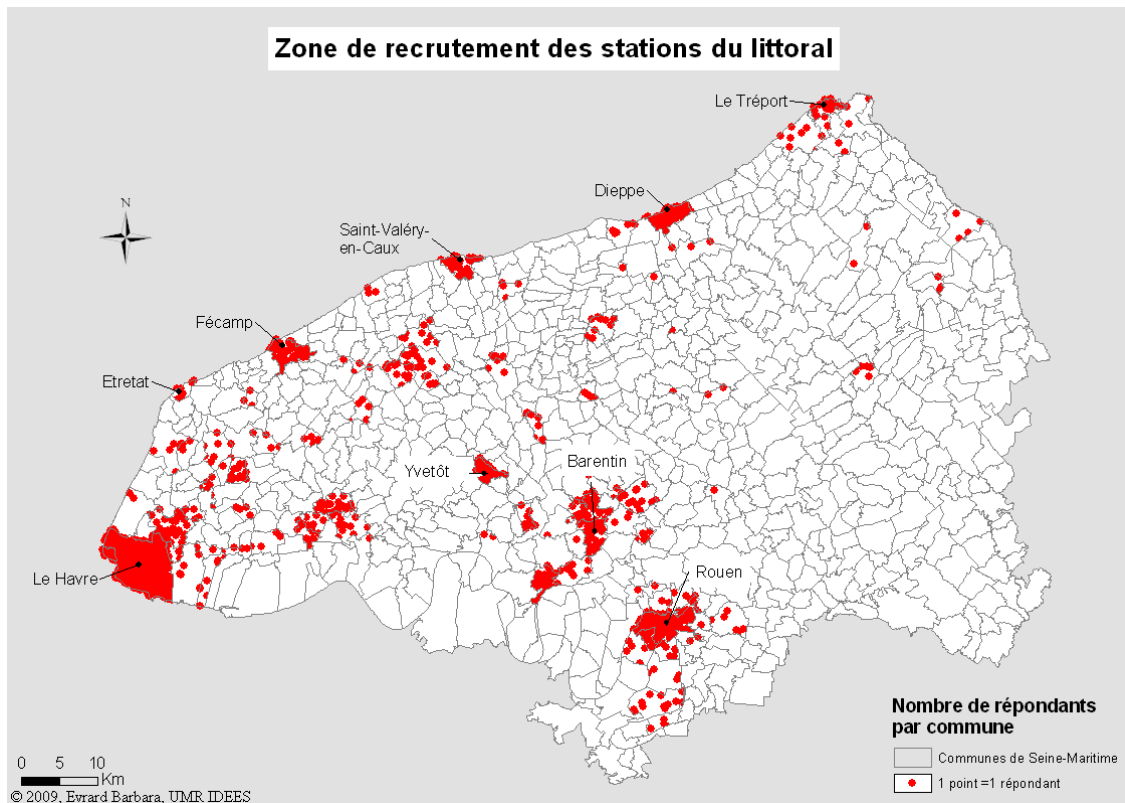 Zone de recrutement des stations du littoral
Le Tréport
Dieppe
N
Saint-Valéry-
en-Caux
Fécamp
Etretat
Yvetôt
Barentin
Le Havre
Rouen
Nombre de répondants
par commune
Communes de Seine-Maritime
1 point =1 répondant
0 5 10
Km
© 2009, Evrard Barbara, UMR IDEES